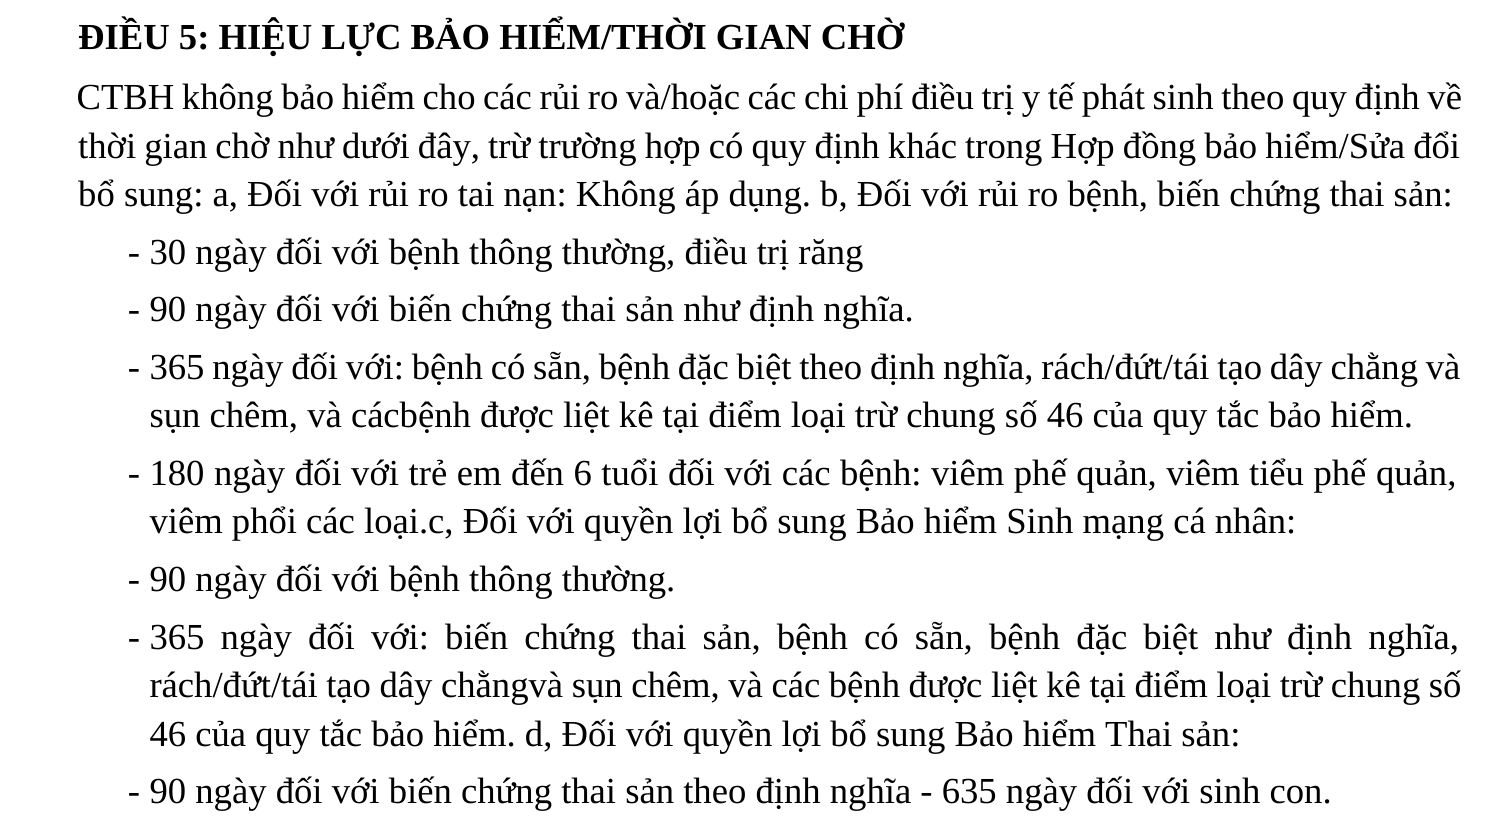 ĐIỀU 5: HIỆU LỰC BẢO HIỂM/THỜI GIAN CHỜ
CTBH không bảo hiểm cho các rủi ro và/hoặc các chi phí điều trị y tế phát sinh theo quy định về
thời gian chờ như dưới đây, trừ trường hợp có quy định khác trong Hợp đồng bảo hiểm/Sửa đổi
bổ sung: a, Đối với rủi ro tai nạn: Không áp dụng. b, Đối với rủi ro bệnh, biến chứng thai sản:
- 30 ngày đối với bệnh thông thường, điều trị răng
- 90 ngày đối với biến chứng thai sản như định nghĩa.
- 365 ngày đối với: bệnh có sẵn, bệnh đặc biệt theo định nghĩa, rách/đứt/tái tạo dây chằng và
sụn chêm, và cácbệnh được liệt kê tại điểm loại trừ chung số 46 của quy tắc bảo hiểm.
- 180 ngày đối với trẻ em đến 6 tuổi đối với các bệnh: viêm phế quản, viêm tiểu phế quản,
viêm phổi các loại.c, Đối với quyền lợi bổ sung Bảo hiểm Sinh mạng cá nhân:
- 90 ngày đối với bệnh thông thường.
- 365 ngày đối với: biến chứng thai sản, bệnh có sẵn, bệnh đặc biệt như định nghĩa,
rách/đứt/tái tạo dây chằngvà sụn chêm, và các bệnh được liệt kê tại điểm loại trừ chung số
46 của quy tắc bảo hiểm. d, Đối với quyền lợi bổ sung Bảo hiểm Thai sản:
- 90 ngày đối với biến chứng thai sản theo định nghĩa - 635 ngày đối với sinh con.